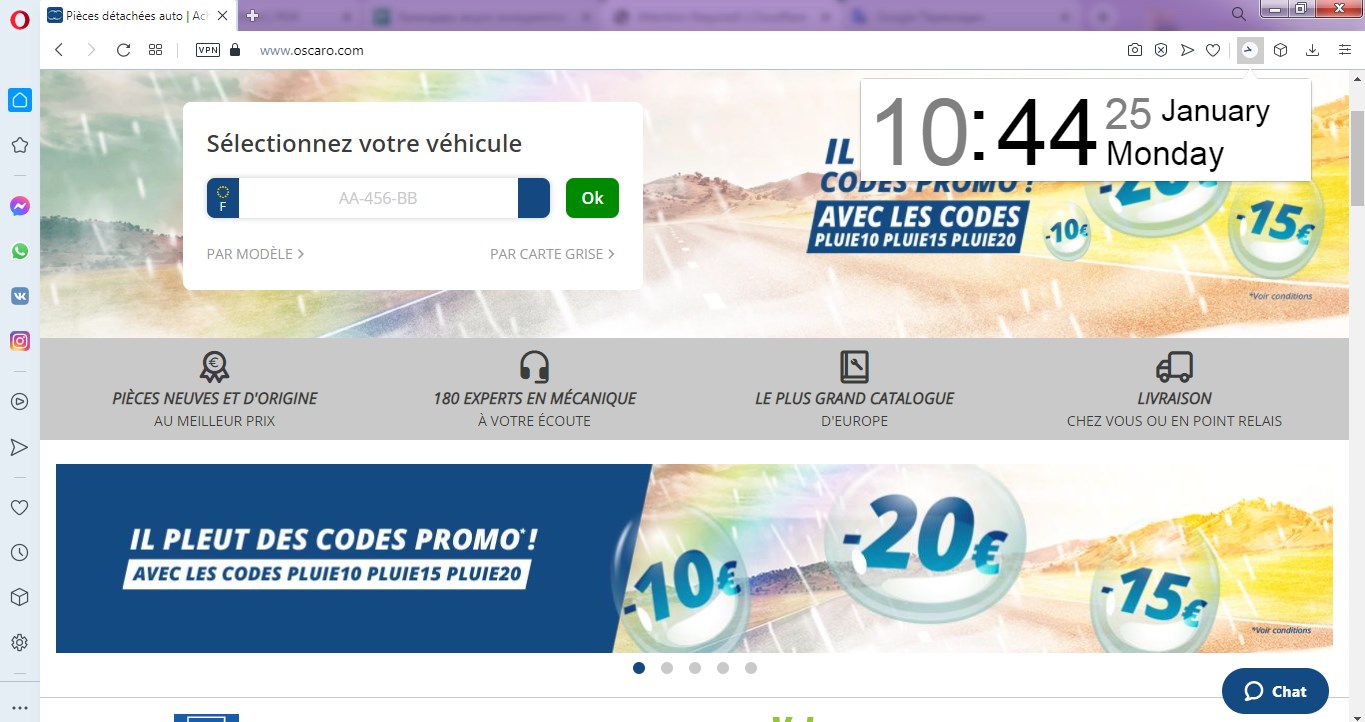 Pièces détachées auto | Ac
VPN
www.oscaro.com
10:44
25 January
Monday
Sélectionnez votre véhicule
F
AA-456-BB
Ok
PAR MODÈLE >
PAR CARTE GRISE >
IL
CODES PROMO !
AVEC LES CODES
PLUIE10 PLUIE15 PLUIE20
-10€
-20€
-15€
*Voir conditions
PIÈCES NEUVES ET D'ORIGINE
AU MEILLEUR PRIX
180 EXPERTS EN MÉCANIQUE
À VOTRE ÉCOUTE
LE PLUS GRAND CATALOGUE
D'EUROPE
LIVRAISON
CHEZ VOUS OU EN POINT RELAIS
IL PLEUT DES CODES PROMO*!
AVEC LES CODES PLUIE10 PLUIE15 PLUIE20
-10€
-20€
-15€
*Voir conditions
Chat